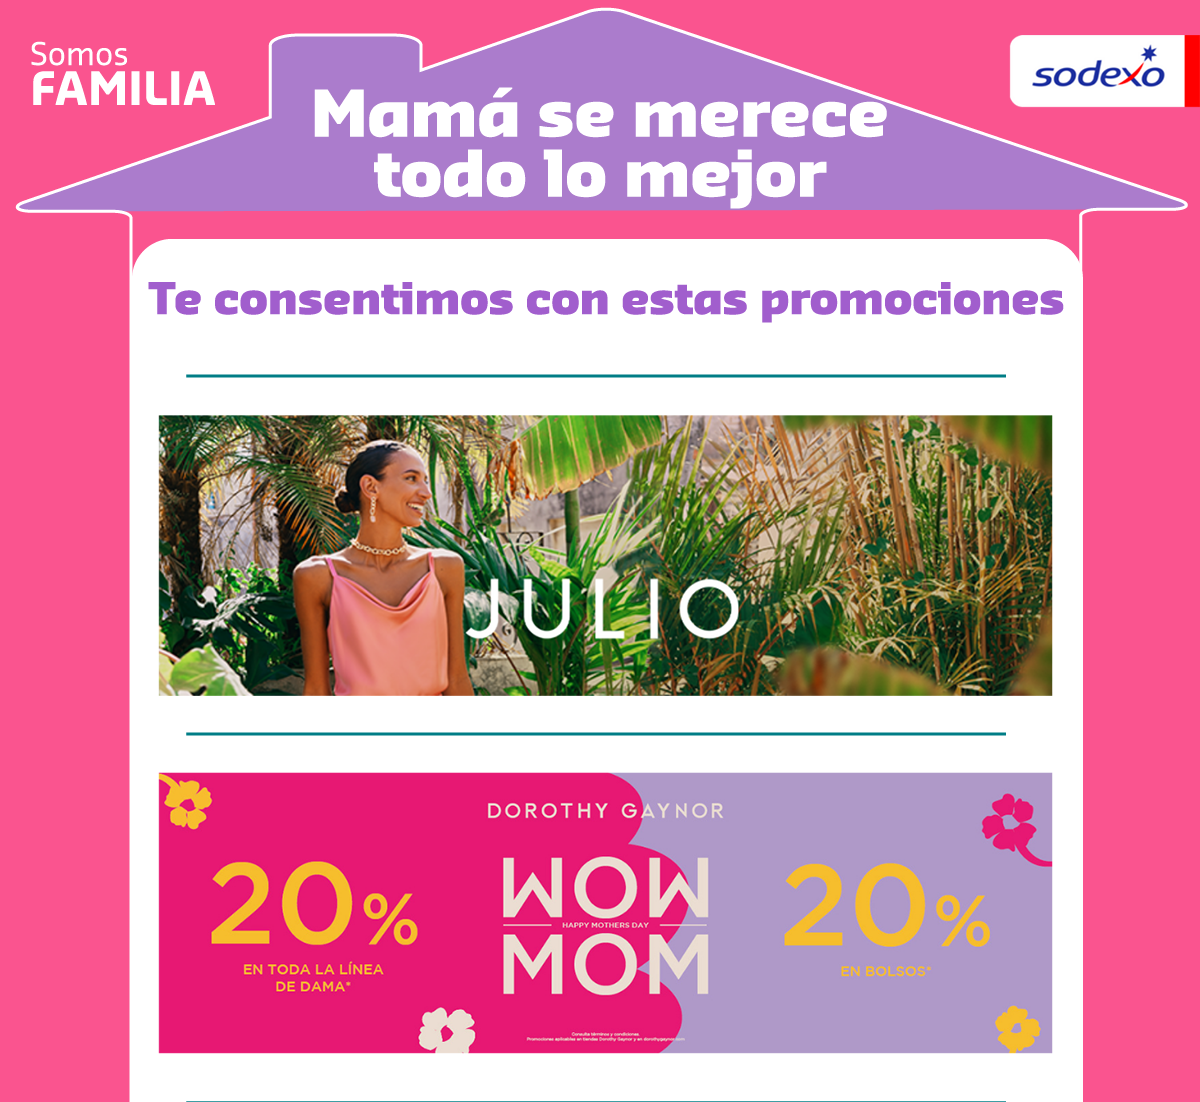 Somos
FAMILIA
sodexo
Mamá se merece
todo lo mejor
Te consentimos con estas promociones
JULIO
DOROTHY GAYNOR
20%
EN TODA LA LÍNEA
DE DAMA*
WOW
HAPPY MOTHERS DAY
MOM
20%
EN BOLSOS*
Consulta términos y condiciones.
Promociones aplicables en tiendas Dorothy Gaynor y en dorothygaynor.com